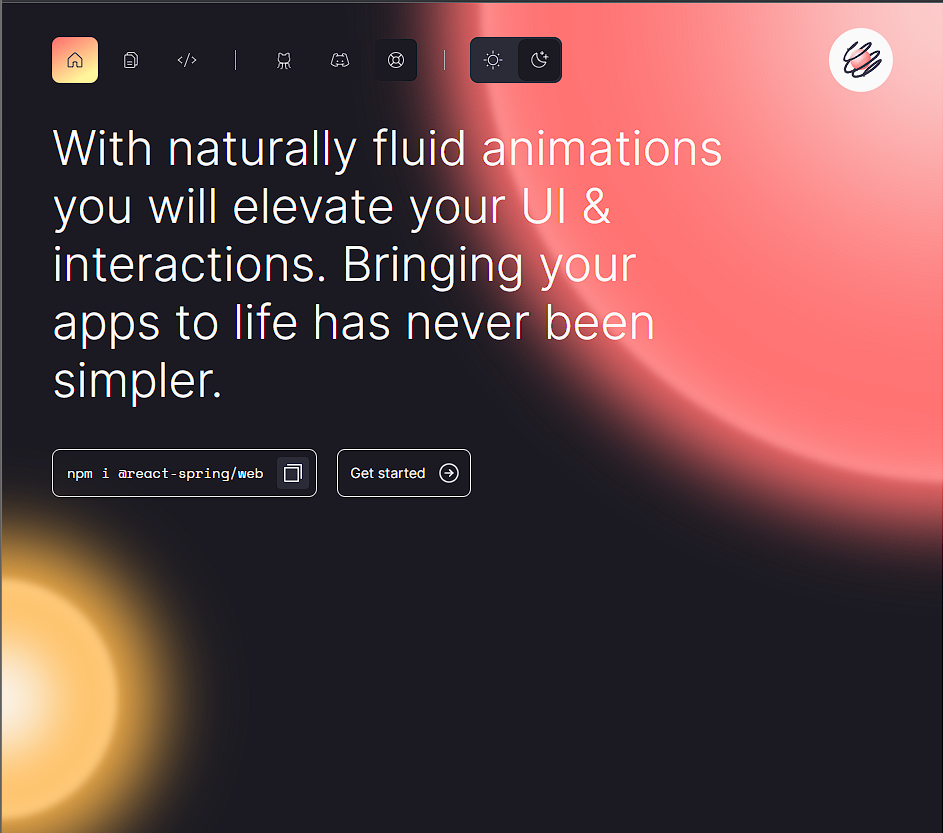 With naturally fluid animations
you will elevate your UI &
interactions. Bringing your
apps to life has never been
simpler.
npm i @react-spring/web
Get started